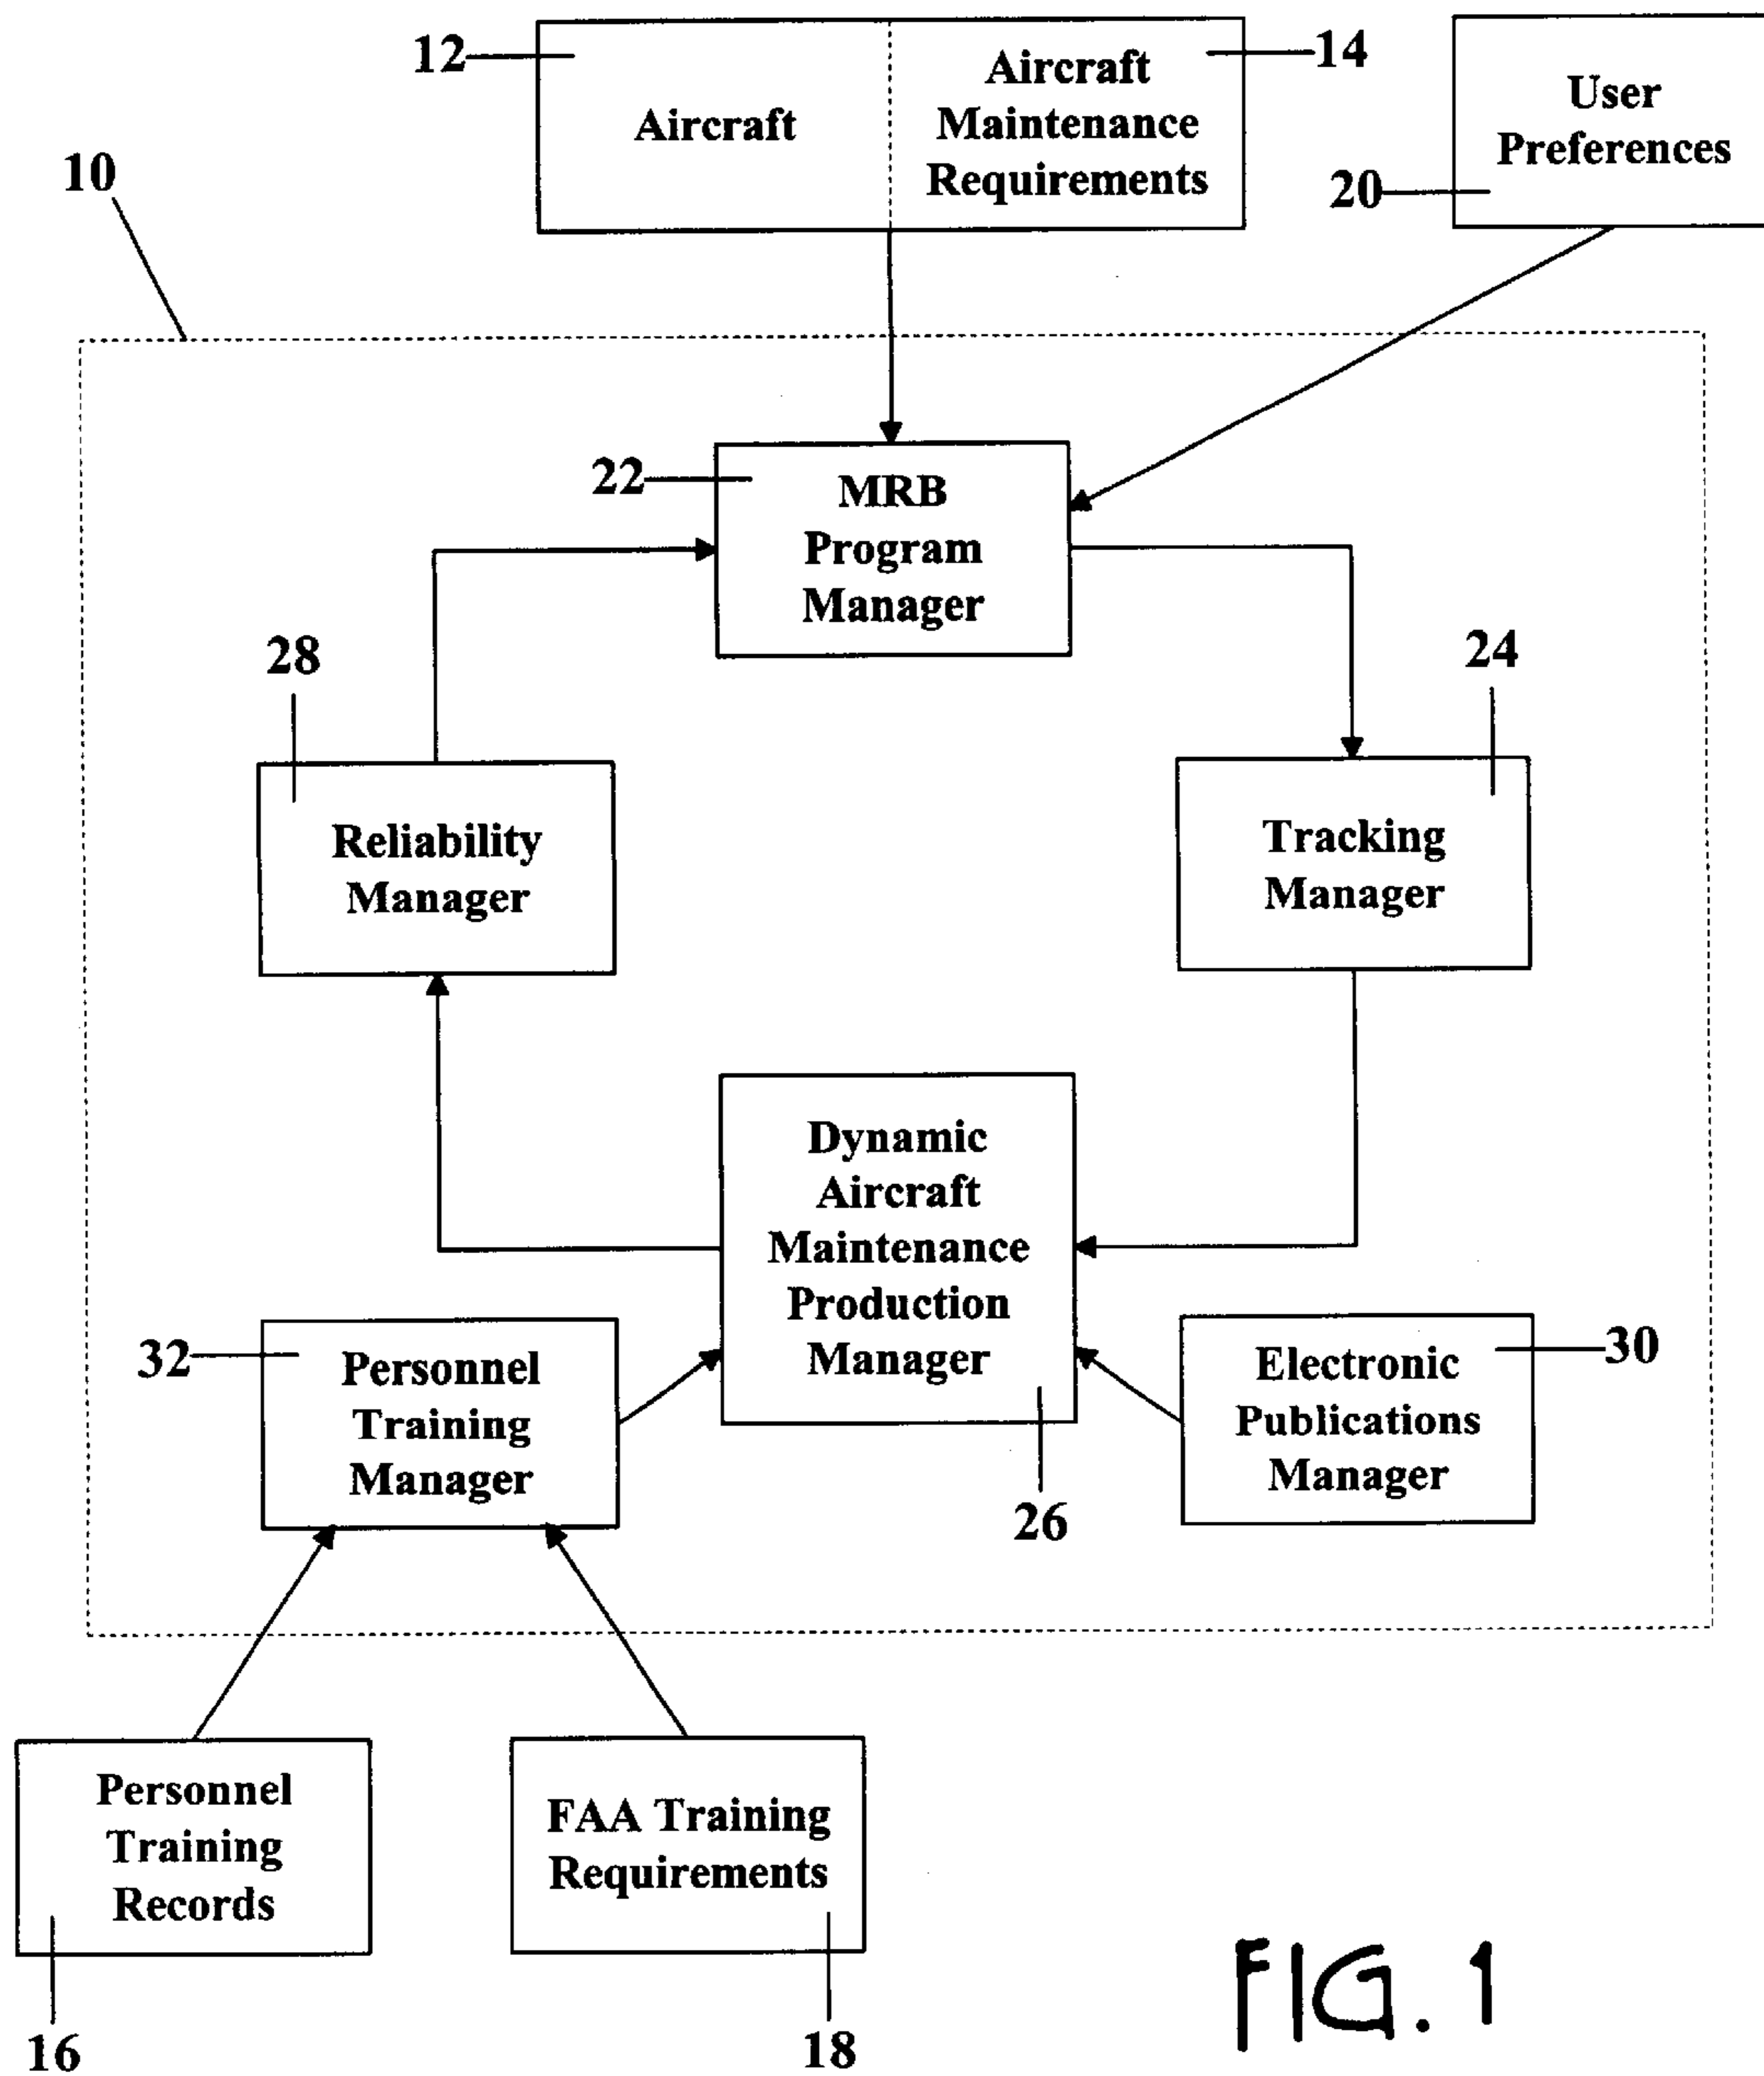 12
Aircraft
Aircraft
Maintenance
Requirements
14
User
Preferences
20
10
22
MRB
Program
Manager
28
24
Reliability
Manager
Tracking
Manager
Dynamic
Aircraft
Maintenance
Production
Manager
26
32
Personnel
Training
Manager
Electronic
Publications
Manager
30
Personnel
Training
Records
16
FAA Training
Requirements
18
FIG. 1